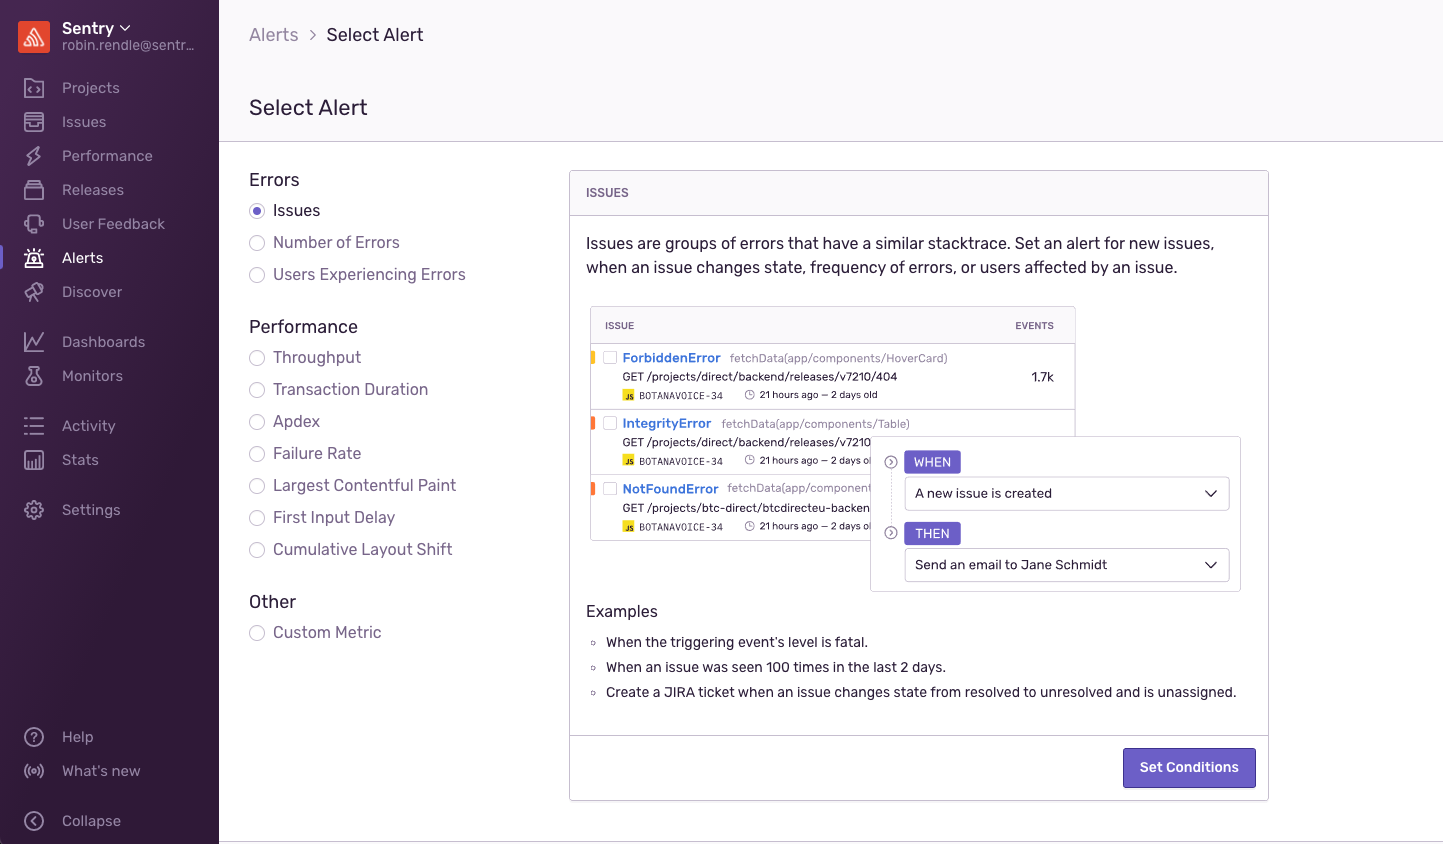 Sentry
robin.rendle@sentr...
Projects
Issues
Performance
Releases
User Feedback
Alerts
Discover
Dashboards
Monitors
Activity
Stats
Settings
Help
What's new
Collapse
Alerts > Select Alert
Select Alert
Errors
Issues
Number of Errors
Users Experiencing Errors
Performance
Throughput
Transaction Duration
Apdex
Failure Rate
Largest Contentful Paint
First Input Delay
Cumulative Layout Shift
Other
Custom Metric
ISSUES
Issues are groups of errors that have a similar stacktrace. Set an alert for new issues,
when an issue changes state, frequency of errors, or users affected by an issue.
ISSUE EVENTS
ForbiddenError fetchData(app/components/HoverCard)
GET /projects/direct/backend/releases/v7210/404 1.7k
JS BOTANAVOICE-34 21 hours ago — 2 days old
IntegrityError fetchData(app/components/Table)
GET /projects/direct/backend/releases/v7210
JS BOTANAVOICE-34 21 hours ago — 2 days ol
NotFoundError fetchData(app/component
GET /projects/btc-direct/btcdirecteu-backen
JS BOTANAVOICE-34 21 hours ago — 2 days ol
WHEN
A new issue is created
THEN
Send an email to Jane Schmidt
Examples
When the triggering event's level is fatal.
When an issue was seen 100 times in the last 2 days.
Create a JIRA ticket when an issue changes state from resolved to unresolved and is unassigned.
Set Conditions